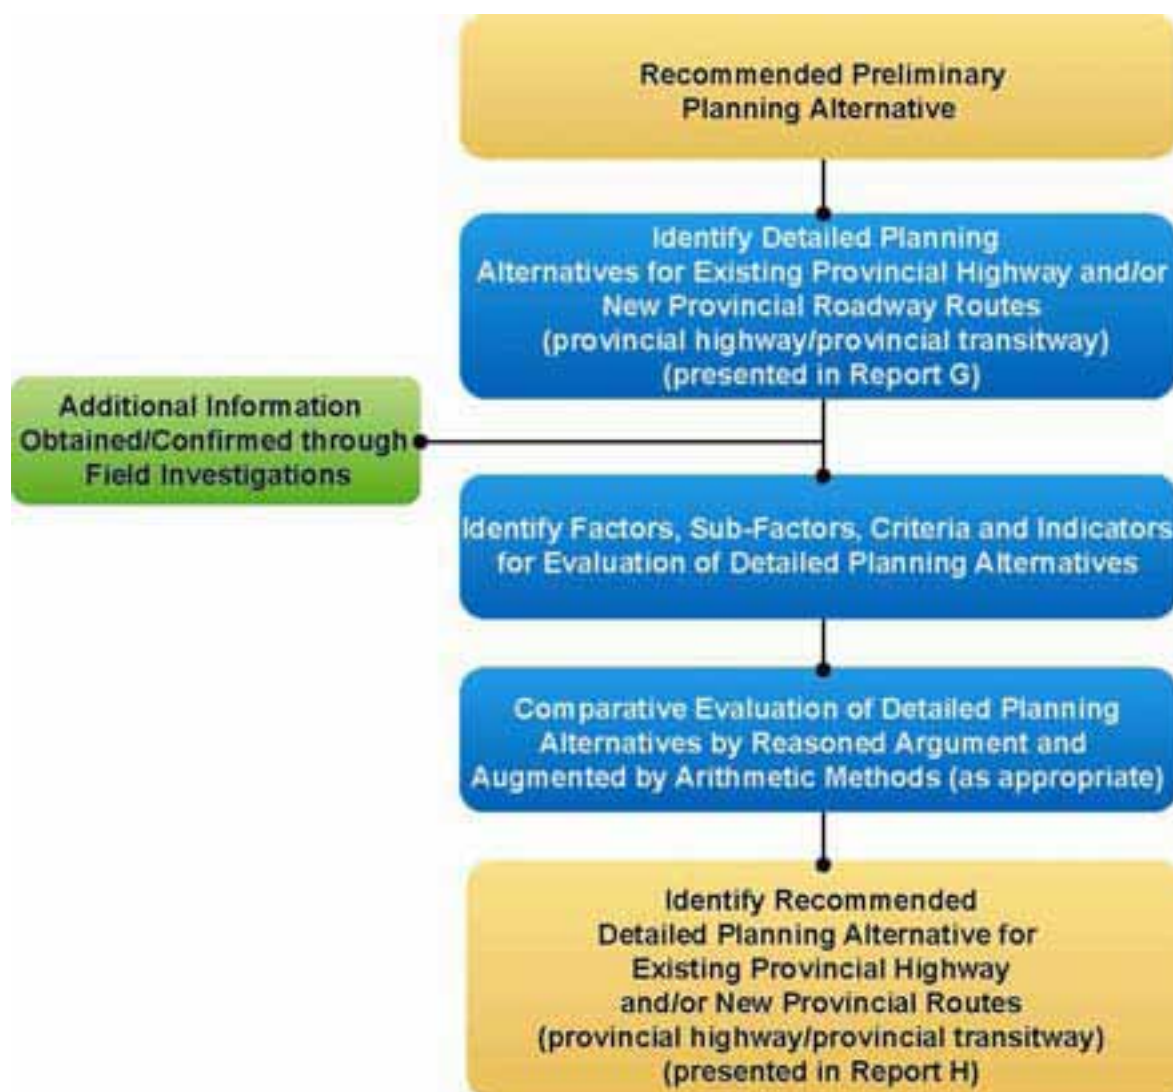 Recommended Preliminary
Planning Alternative
Identify Detailed Planning
Alternatives for Existing Provincial Highway and/or
New Provincial Roadway Routes
(provincial highway/provincial transitway)
(presented in Report G)
Additional Information
Obtained/Confirmed through
Field Investigations
Identify Factors, Sub-Factors, Criteria and Indicators
for Evaluation of Detailed Planning Alternatives
Comparative Evaluation of Detailed Planning
Alternatives by Reasoned Argument and
Augmented by Arithmetic Methods (as appropriate)
Identify Recommended
Detailed Planning Alternative for
Existing Provincial Highway
and/or New Provincial Routes
(provincial highway/provincial transitway)
(presented in Report H)